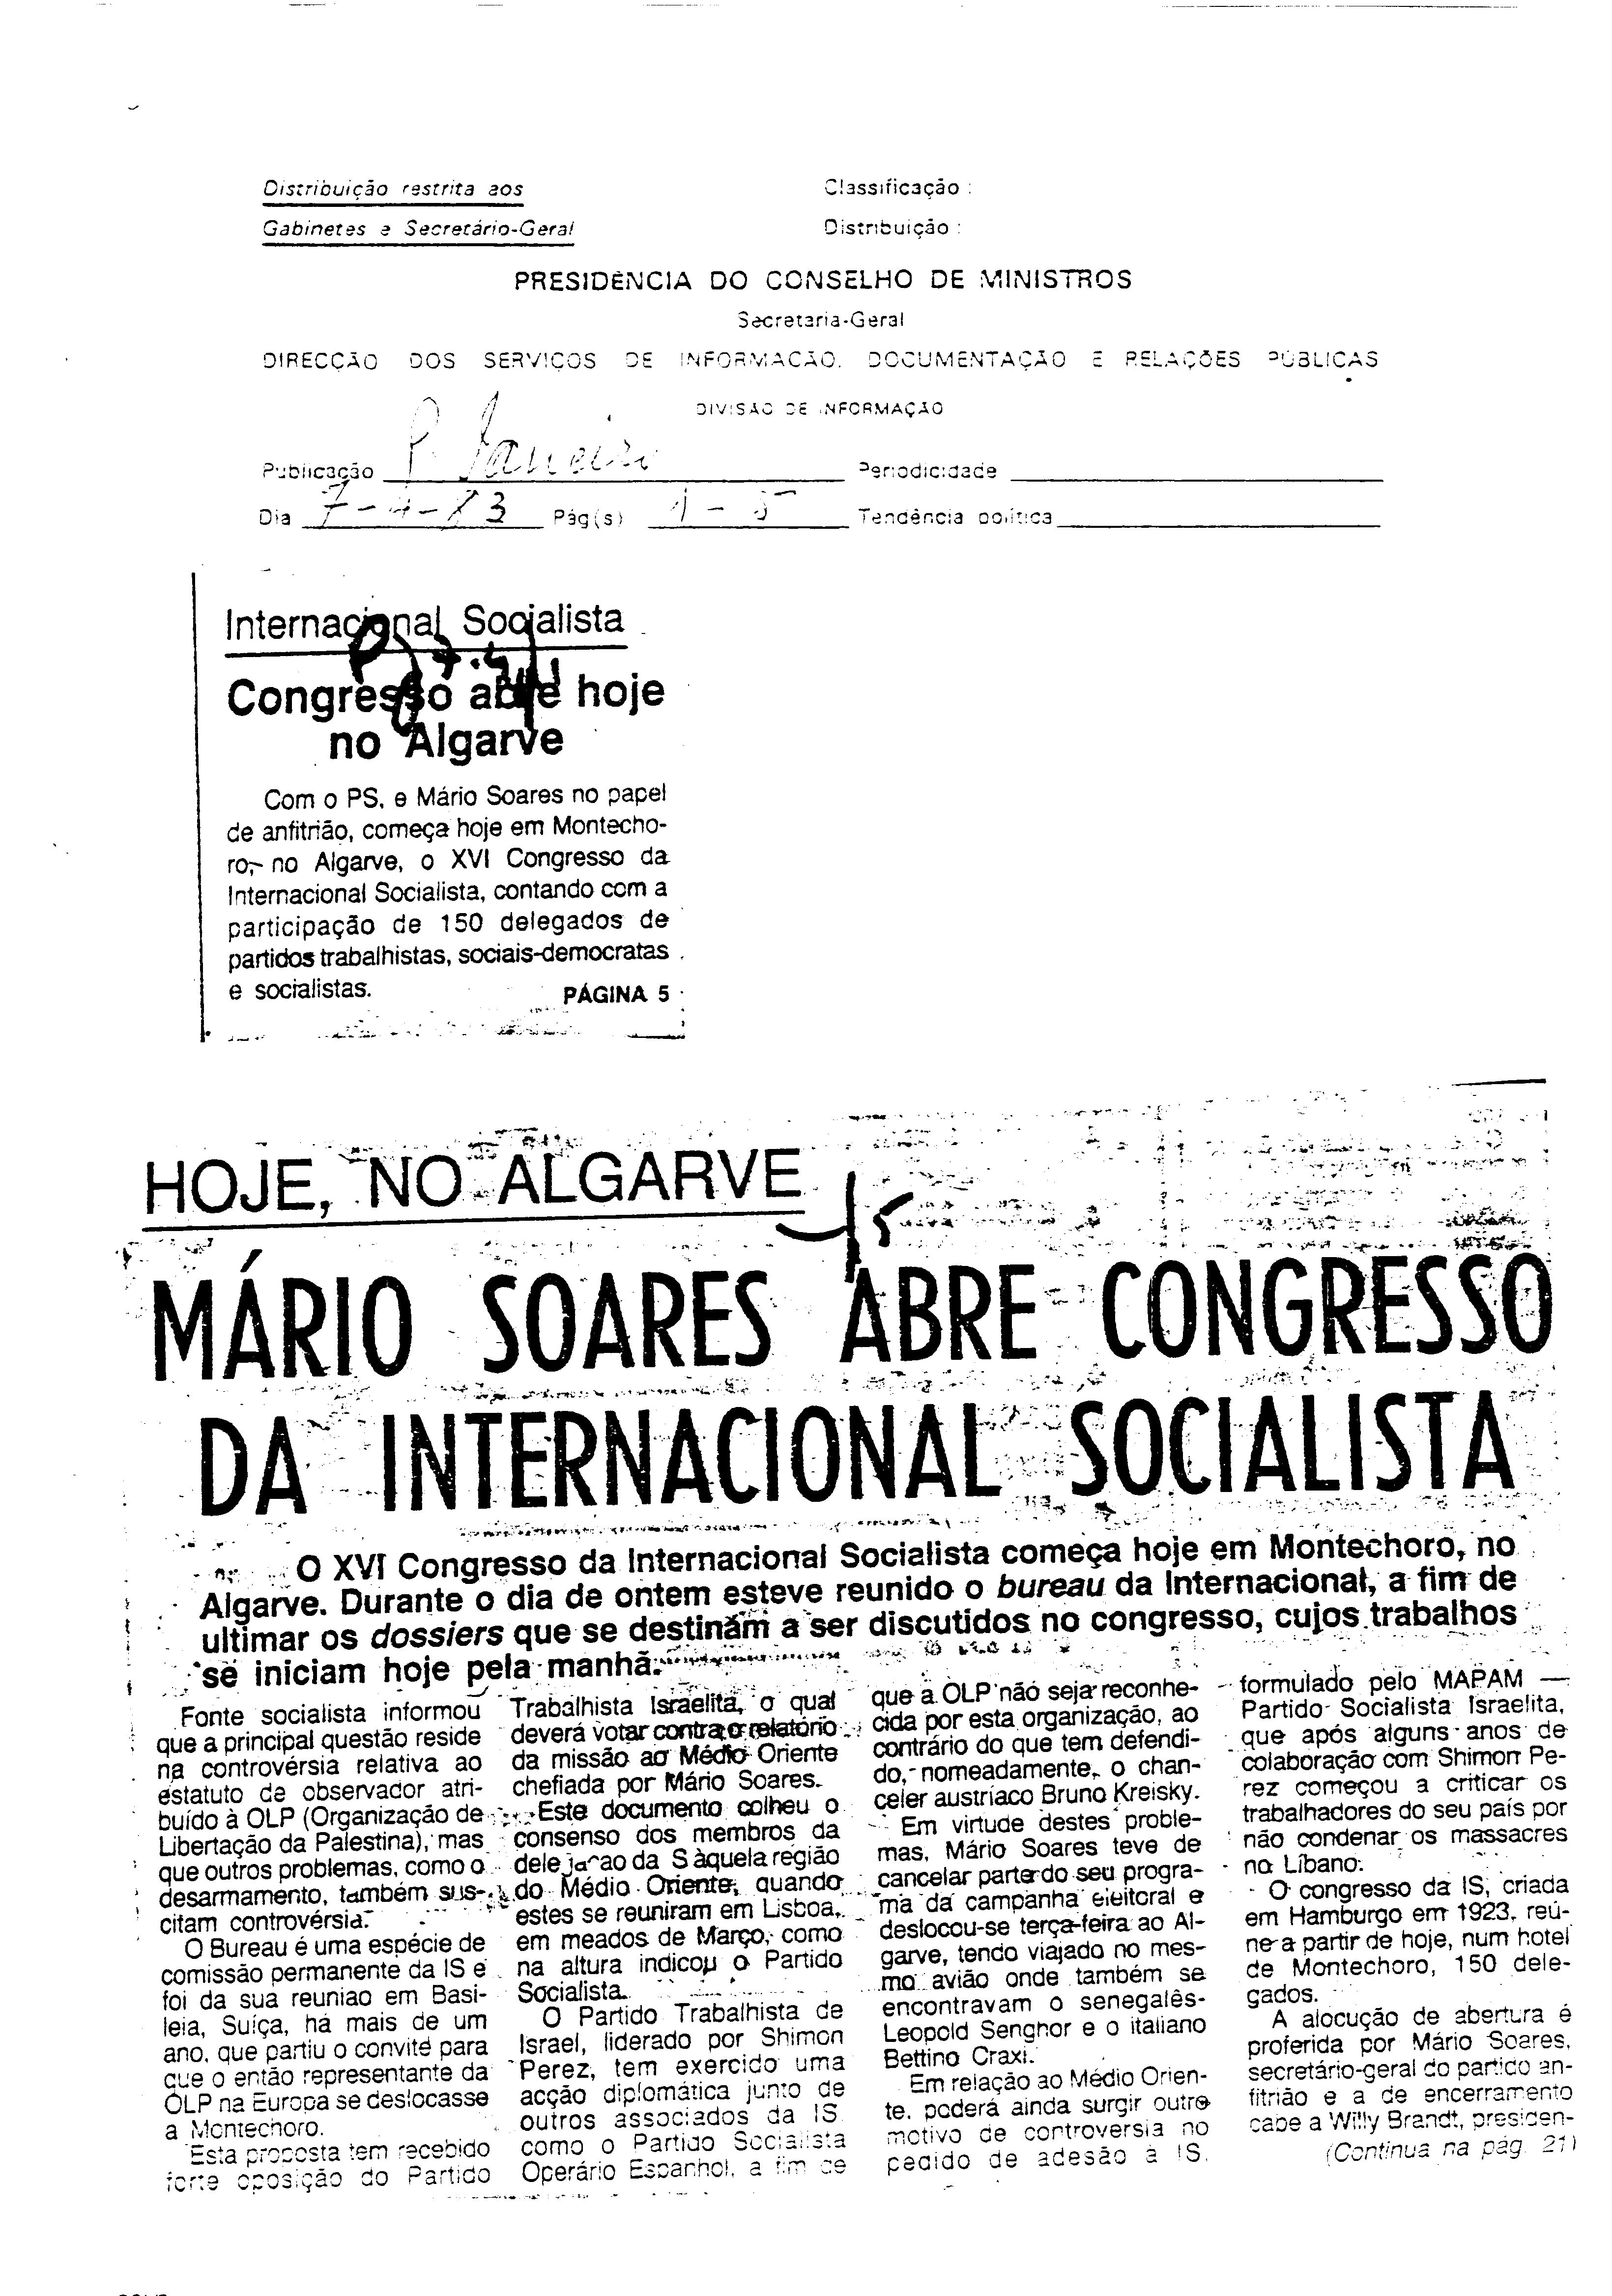 Distribuição restrita aos
Gabinetes e Secretário-Geral
Classificação :
Distribuição :
PRESIDÊNCIA DO CONSELHO DE MINISTROS
Secretaria-Geral
DIRECÇÃO DOS SERVIÇOS DE INFORMAÇÃO, DOCUMENTAÇÃO E RELAÇÕES PÚBLICAS
DIVISÃO DE INFORMAÇÃO
Publicação P. Janeiro Periodicidade
Dia 7-4-83 Pág(s) 1-5 Tendência política
Internacional Socialista
Congresso abre hoje
no Algarve
Com o PS, e Mário Soares no papel
de anfitrião, começa hoje em Montecho-
ro, no Algarve, o XVI Congresso da
Internacional Socialista, contando com a
participação de 150 delegados de
partidos trabalhistas, sociais-democratas
e socialistas. PÁGINA 5
HOJE, NO ALGARVE
MÁRIO SOARES ABRE CONGRESSO
DA INTERNACIONAL SOCIALISTA
O XVI Congresso da Internacional Socialista começa hoje em Montechoro, no
Algarve. Durante o dia de ontem esteve reunido o bureau da Internacional, a fim de
ultimar os dossiers que se destinam a ser discutidos no congresso, cujos trabalhos
se iniciam hoje pela manhã.
Fonte socialista informou
que a principal questão reside
na controvérsia relativa ao
estatuto de observador atri-
buído à OLP (Organização de
Libertação da Palestina), mas
que outros problemas, como o
desarmamento, também sus-
citam controvérsia.
O Bureau é uma espécie de
comissão permanente da IS e
foi da sua reuniao em Basi-
leia, Suíça, há mais de um
ano, que partiu o convite para
que o então representante da
OLP na Europa se deslocasse
a Montechoro.
Esta proposta tem recebido
forte oposição do Partido
Trabalhista Israelita, o qual
deverá votar contra o relatório
da missão ao Médio Oriente
chefiada por Mário Soares.
Este documento colheu o
consenso dos membros da
delegação da S àquela região
do Médio Oriente, quando
estes se reuniram em Lisboa,
em meados de Março, como
na altura indicou o Partido
Socialista.
O Partido Trabalhista de
Israel, liderado por Shimon
Perez, tem exercido uma
acção diplomática junto de
outros associados da IS
como o Partido Socialista
Operário Espanhol, a fim de
que a OLP não seja reconhe-
cida por esta organização, ao
contrário do que tem defendi-
do, nomeadamente, o chan-
celer austríaco Bruno Kreisky.
Em virtude destes proble-
mas, Mário Soares teve de
cancelar parte do seu progra-
ma da campanha eleitoral e
deslocou-se terça-feira ao Al-
garve, tendo viajado no mes-
mo avião onde também se
encontravam o senegalês
Leopold Senghor e o italiano
Bettino Craxi.
Em relação ao Médio Orien-
te, poderá ainda surgir outro
motivo de controversia no
pedido de adesão à IS,
formulado pelo MAPAM —
Partido Socialista Israelita,
que após alguns anos de
colaboração com Shimon Pe-
rez começou a criticar os
trabalhadores do seu país por
não condenar os massacres
no Líbano.
O congresso da IS, criada
em Hamburgo em 1923, reú-
ne a partir de hoje, num hotel
de Montechoro, 150 dele-
gados.
A alocução de abertura é
proferida por Mário Soares,
secretário-geral do partido an-
fitrião e a de encerramento
cabe a Willy Brandt, presiden-
(Continua na pág. 21)